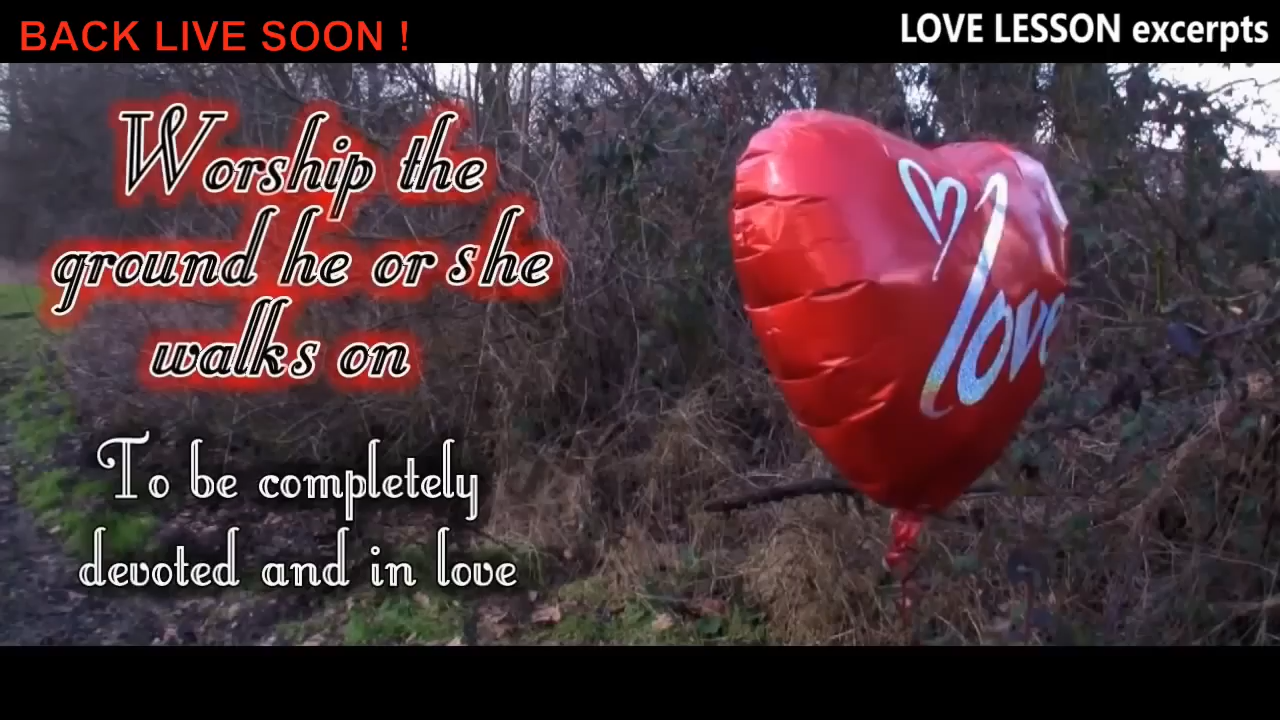 BACK LIVE SOON !
LOVE LESSON excerpts
Worship the
ground he or she
walks on
To be completely
devoted and in love
love